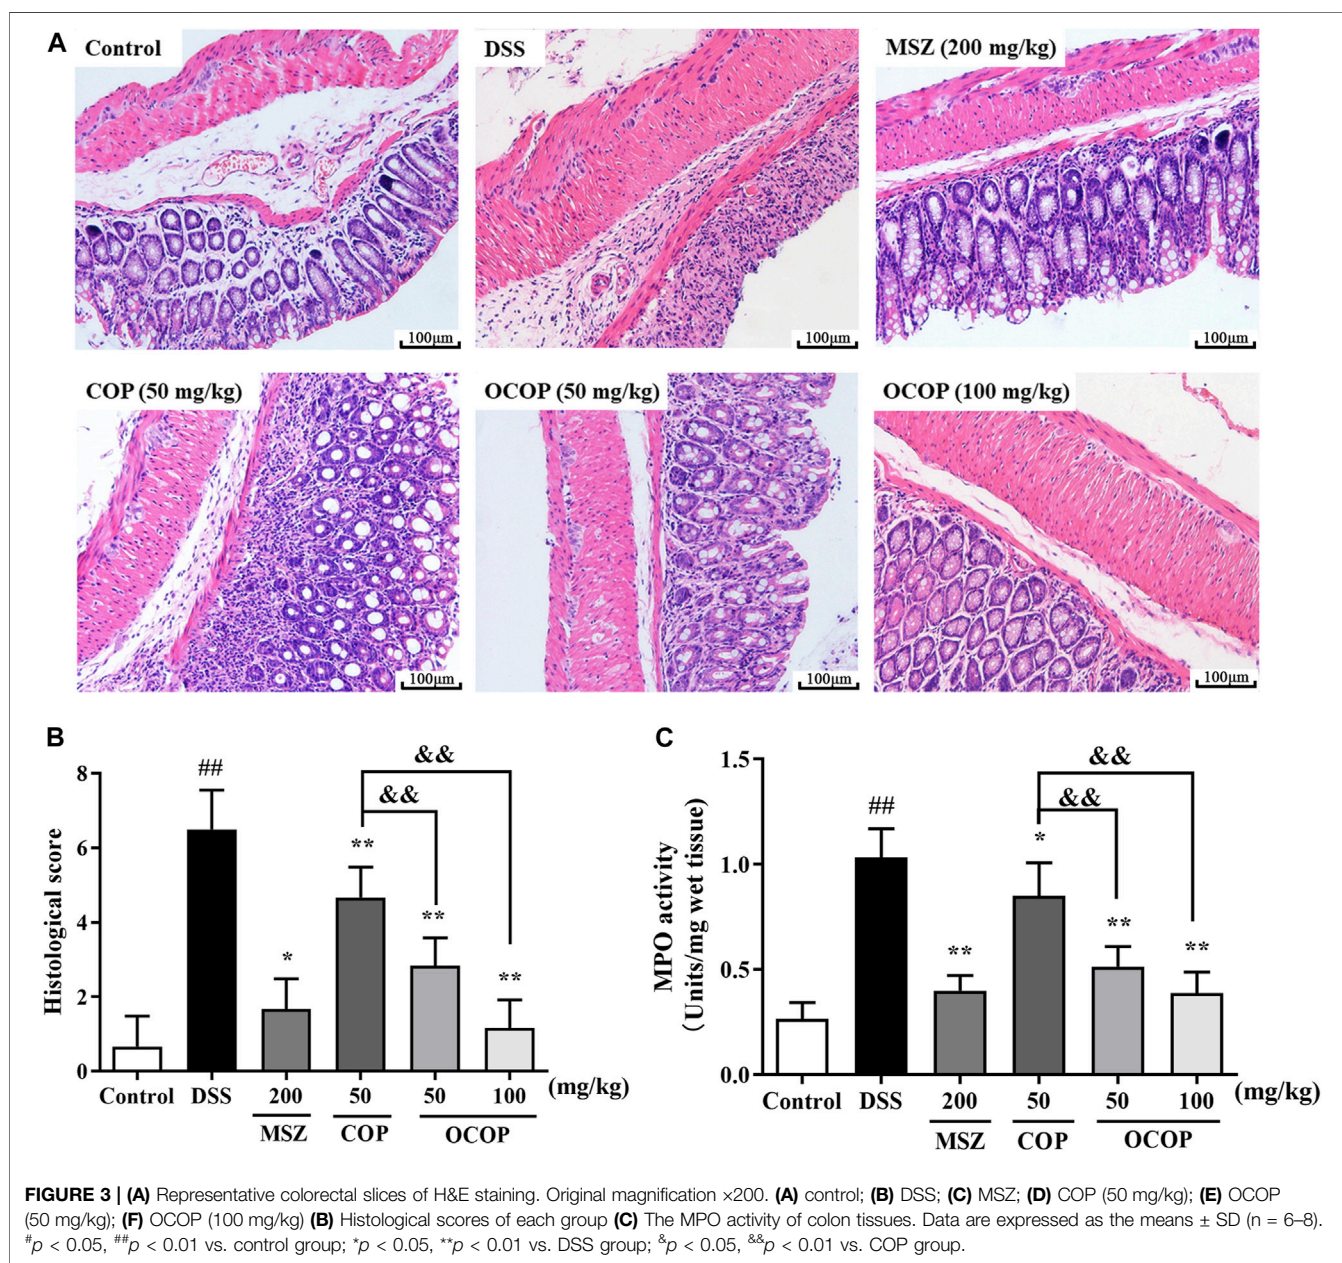 A
Control
DSS
MSZ (200 mg/kg)
100μm
100μm
100μm
COP (50 mg/kg)
OCOP (50 mg/kg)
OCOP (100 mg/kg)
100μm
100μm
100μm
B
Histological score
8
6
4
2
0
##
*
**
**
**
&&
&&
Control
DSS
200
50
50
100
(mg/kg)
MSZ
COP
OCOP
C
MPO activity
(Units/mg wet tissue)
1.5
1.0
0.5
0.0
##
**
*
**
**
&&
&&
Control
DSS
200
50
50
100
(mg/kg)
MSZ
COP
OCOP
FIGURE 3 | (A) Representative colorectal slices of H&E staining. Original magnification ×200. (A) control; (B) DSS; (C) MSZ; (D) COP (50 mg/kg); (E) OCOP
(50 mg/kg); (F) OCOP (100 mg/kg) (B) Histological scores of each group (C) The MPO activity of colon tissues. Data are expressed as the means ± SD (n = 6–8).
#p < 0.05, ##p < 0.01 vs. control group; *p < 0.05, **p < 0.01 vs. DSS group; &p < 0.05, &&p < 0.01 vs. COP group.